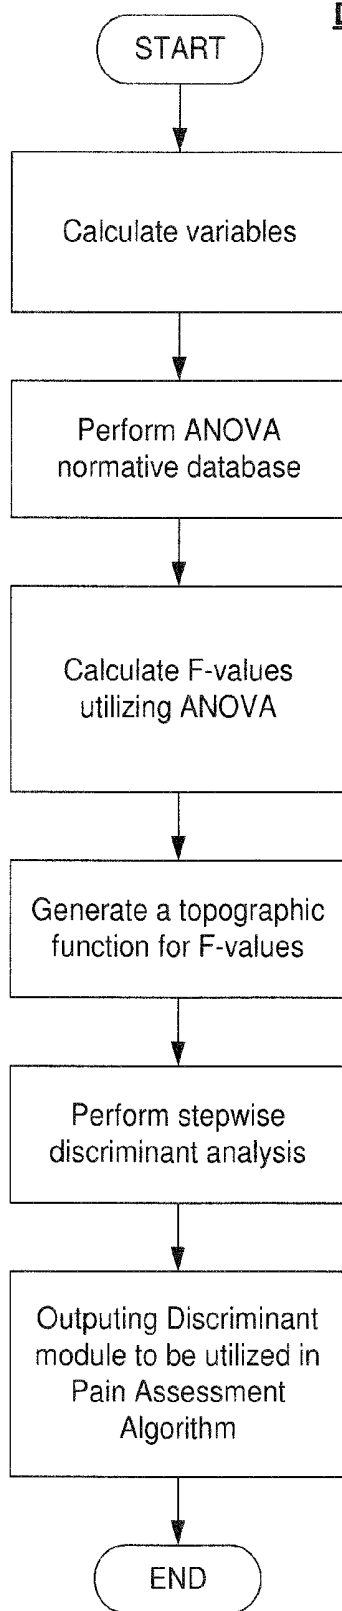 START
Calculate variables
Perform ANOVA
normative database
Calculate F-values
utilizing ANOVA
Generate a topographic
function for F-values
Perform stepwise
discriminant analysis
Outputing Discriminant
module to be utilized in
Pain Assessment
Algorithm
END